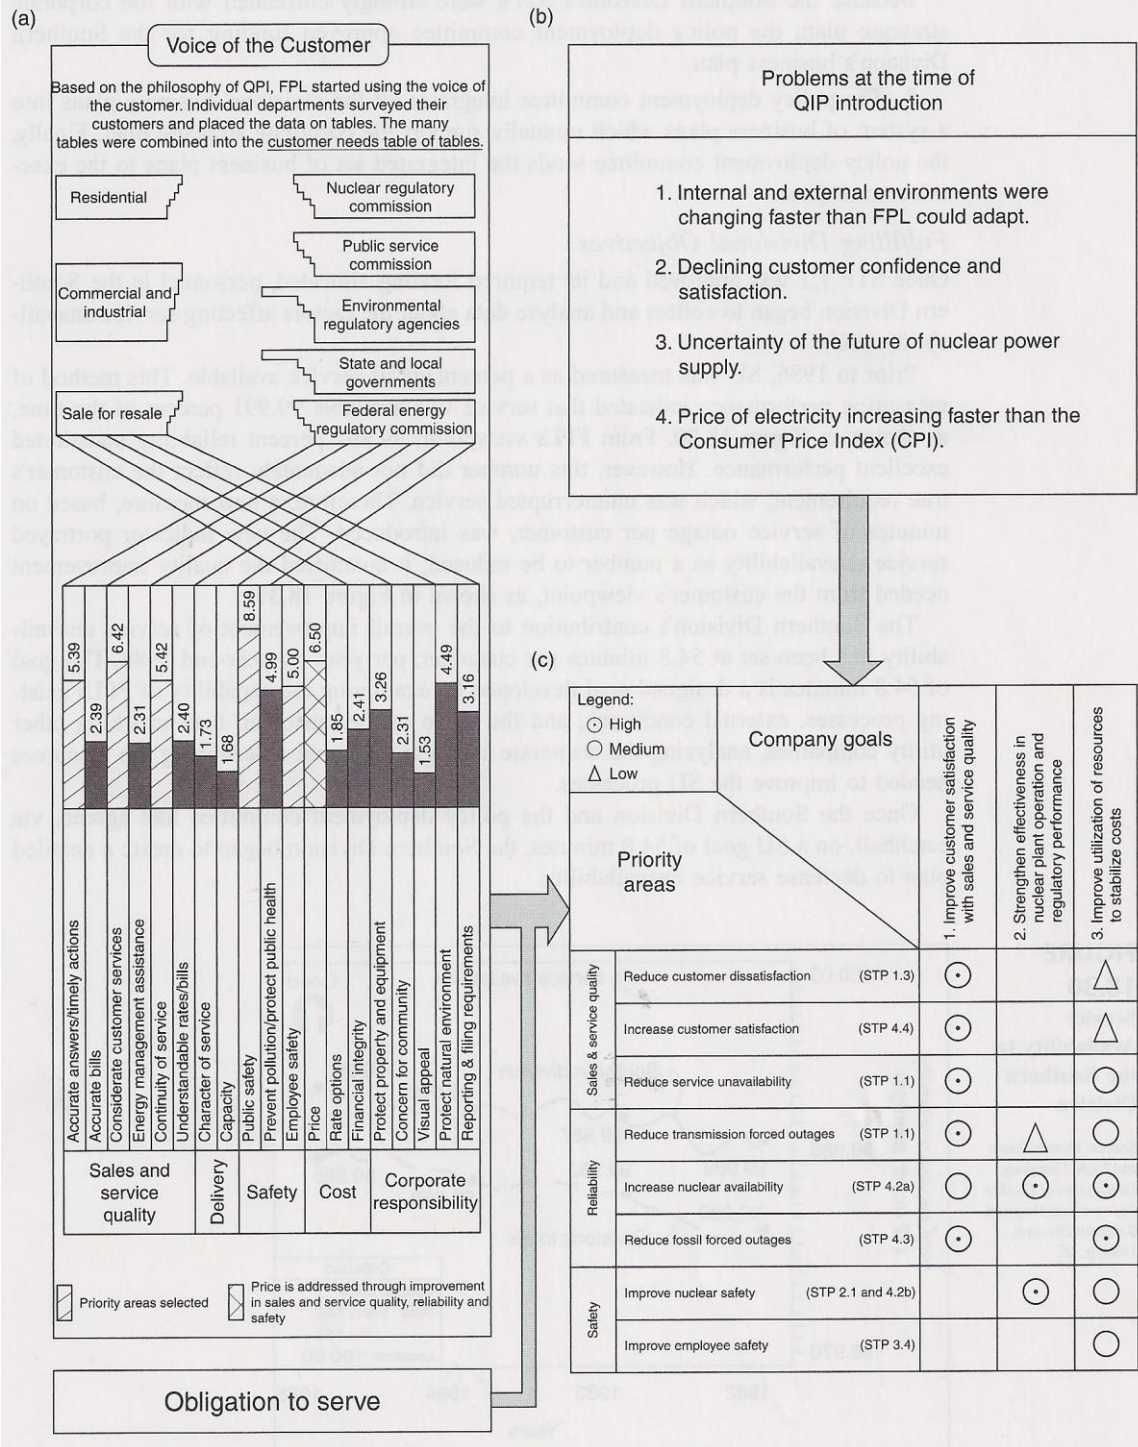 (a)
Voice of the Customer
Based on the philosophy of QPI, FPL started using the voice of
the customer. Individual departments surveyed their
customers and placed the data on tables. The many
tables were combined into the customer needs table of tables.
Residential
Commercial and
industrial
Sale for resale
Nuclear regulatory
commission
Public service
commission
Environmental
regulatory agencies
State and local
governments
Federal energy
regulatory commission
5.39
2.39
6.42
2.31
5.42
2.40
1.73
1.68
8.59
4.99
5.00
6.50
1.85
2.41
3.26
2.31
1.53
4.49
3.16
Accurate answers/timely actions
Accurate bills
Considerate customer services
Energy management assistance
Continuity of service
Understandable rates/bills
Character of service
Capacity
Public safety
Prevent pollution/protect public health
Employee safety
Price
Rate options
Financial integrity
Protect property and equipment
Concern for community
Visual appeal
Protect natural environment
Reporting & filing requirements
Sales and
service
quality
Delivery
Safety
Cost
Corporate
responsibility
Priority areas selected
Price is addressed through improvement
in sales and service quality, reliability and
safety
Obligation to serve
(b)
Problems at the time of
QIP introduction
1. Internal and external environments were
changing faster than FPL could adapt.
2. Declining customer confidence and
satisfaction.
3. Uncertainty of the future of nuclear power
supply.
4. Price of electricity increasing faster than the
Consumer Price Index (CPI).
(c)
Legend:
High
Medium
Low
Company goals
Priority
areas
1. Improve customer satisfaction
with sales and service quality
2. Strengthen effectiveness in
nuclear plant operation and
regulatory performance
3. Improve utilization of resources
to stabilize costs
Sales & service quality
Reduce customer dissatisfaction (STP 1.3)
Increase customer satisfaction (STP 4.4)
Reduce service unavailability (STP 1.1)
Reliability
Reduce transmission forced outages (STP 1.1)
Increase nuclear availability (STP 4.2a)
Reduce fossil forced outages (STP 4.3)
Safety
Improve nuclear safety (STP 2.1 and 4.2b)
Improve employee safety (STP 3.4)